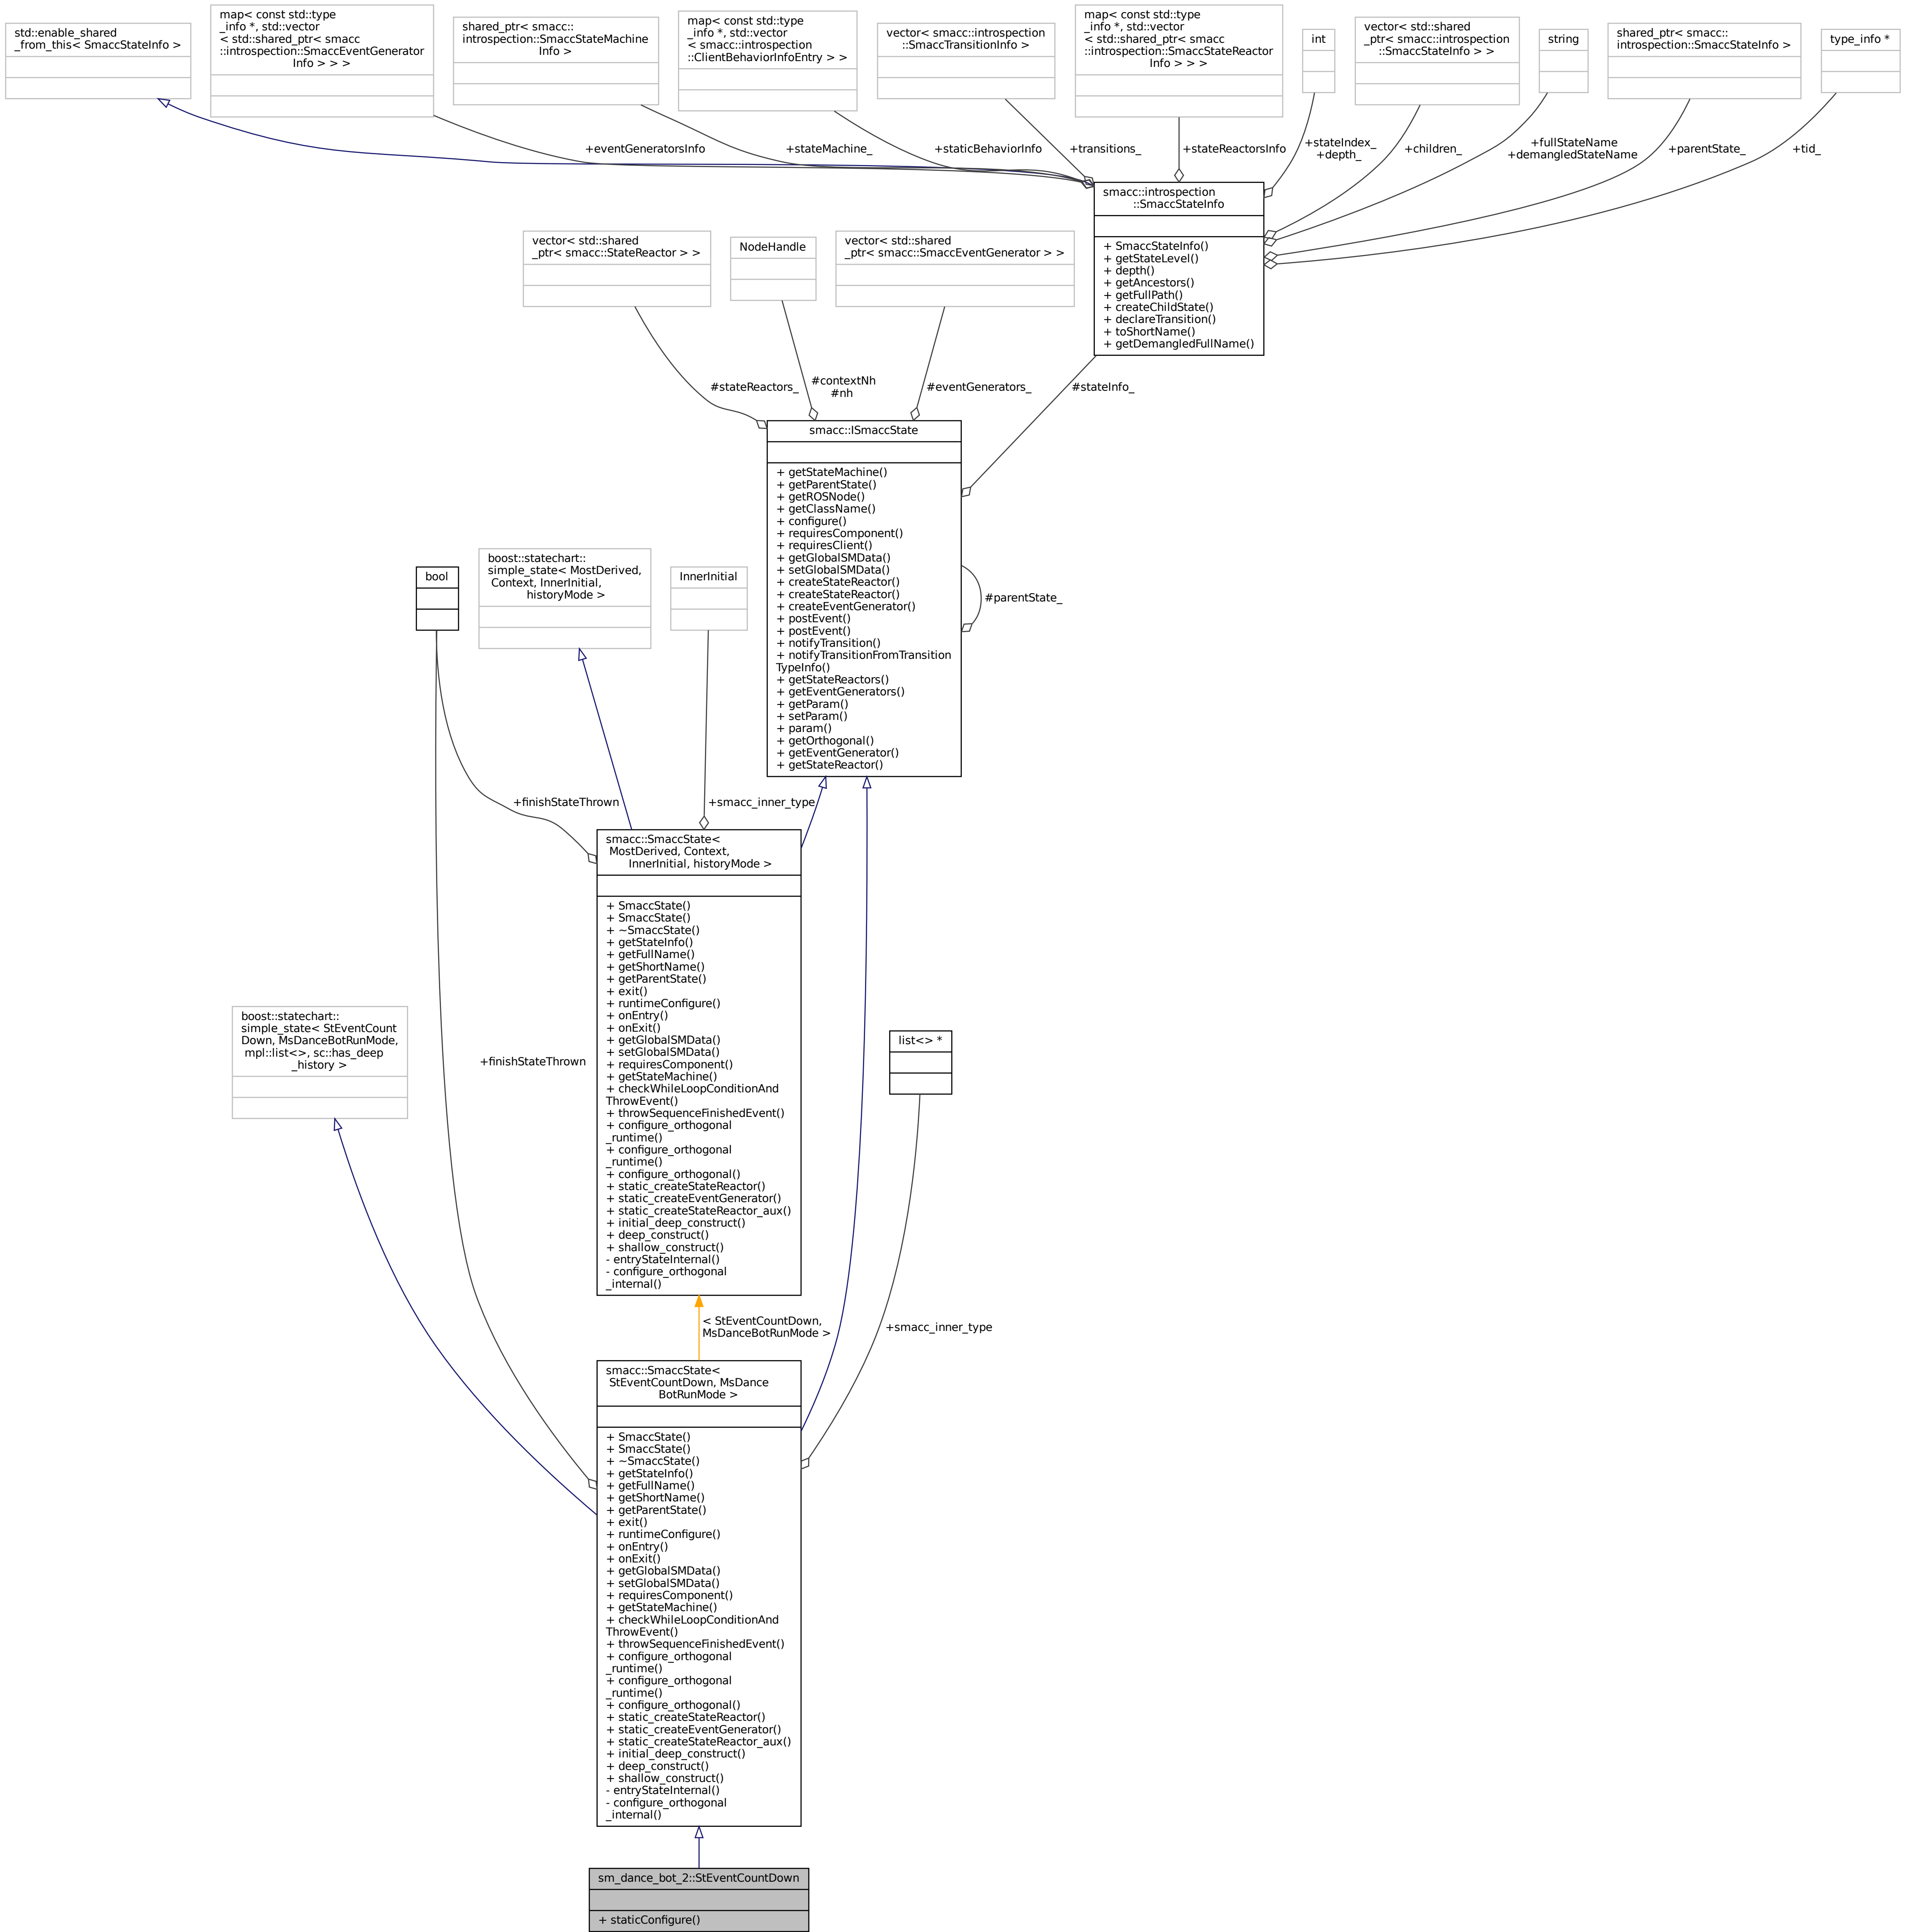 std::enable_shared
_from_this< SmaccStateInfo >
map< const std::type
_info *, std::vector
< std::shared_ptr< smacc
::introspection::SmaccEventGenerator
Info > > >
shared_ptr< smacc::
introspection::SmaccStateMachine
Info >
map< const std::type
_info *, std::vector
< smacc::introspection
::ClientBehaviorInfoEntry > >
vector< smacc::introspection
::SmaccTransitionInfo >
map< const std::type
_info *, std::vector
< std::shared_ptr< smacc
::introspection::SmaccStateReactor
Info > > >
int
vector< std::shared
_ptr< smacc::introspection
::SmaccStateInfo > >
string
shared_ptr< smacc::
introspection::SmaccStateInfo >
type_info *
+eventGeneratorsInfo
+stateMachine_
+staticBehaviorInfo
+transitions_
+stateReactorsInfo
+stateIndex_
+depth_
+children_
+fullStateName
+demangledStateName
+parentState_
+tid_
smacc::introspection
::SmaccStateInfo
+ SmaccStateInfo()
+ getStateLevel()
+ depth()
+ getAncestors()
+ getFullPath()
+ createChildState()
+ declareTransition()
+ toShortName()
+ getDemangledFullName()
vector< std::shared
_ptr< smacc::StateReactor > >
NodeHandle
vector< std::shared
_ptr< smacc::SmaccEventGenerator > >
#stateReactors_
#contextNh
#nh
#eventGenerators_
#stateInfo_
smacc::ISmaccState
+ getStateMachine()
+ getParentState()
+ getROSNode()
+ getClassName()
+ configure()
+ requiresComponent()
+ requiresClient()
+ getGlobalSMData()
+ setGlobalSMData()
+ createStateReactor()
+ createStateReactor()
+ createEventGenerator()
+ postEvent()
+ postEvent()
+ notifyTransition()
+ notifyTransitionFromTransition
TypeInfo()
+ getStateReactors()
+ getEventGenerators()
+ getParam()
+ setParam()
+ param()
+ getOrthogonal()
+ getEventGenerator()
+ getStateReactor()
#parentState_
bool
boost::statechart::
simple_state< MostDerived,
Context, InnerInitial,
historyMode >
InnerInitial
+finishStateThrown
+smacc_inner_type
smacc::SmaccState<
MostDerived, Context,
InnerInitial, historyMode >
+ SmaccState()
+ SmaccState()
+ ~SmaccState()
+ getStateInfo()
+ getFullName()
+ getShortName()
+ getParentState()
+ exit()
+ runtimeConfigure()
+ onEntry()
+ onExit()
+ getGlobalSMData()
+ setGlobalSMData()
+ requiresComponent()
+ getStateMachine()
+ checkWhileLoopConditionAnd
ThrowEvent()
+ throwSequenceFinishedEvent()
+ configure_orthogonal
_runtime()
+ configure_orthogonal
_runtime()
+ configure_orthogonal()
+ static_createStateReactor()
+ static_createEventGenerator()
+ static_createStateReactor_aux()
+ initial_deep_construct()
+ deep_construct()
+ shallow_construct()
- entryStateInternal()
- configure_orthogonal
_internal()
boost::statechart::
simple_state< StEventCount
Down, MsDanceBotRunMode,
mpl::list<>, sc::has_deep
_history >
+finishStateThrown
list<> *
< StEventCountDown,
MsDanceBotRunMode >
+smacc_inner_type
smacc::SmaccState<
StEventCountDown, MsDance
BotRunMode >
+ SmaccState()
+ SmaccState()
+ ~SmaccState()
+ getStateInfo()
+ getFullName()
+ getShortName()
+ getParentState()
+ exit()
+ runtimeConfigure()
+ onEntry()
+ onExit()
+ getGlobalSMData()
+ setGlobalSMData()
+ requiresComponent()
+ getStateMachine()
+ checkWhileLoopConditionAnd
ThrowEvent()
+ throwSequenceFinishedEvent()
+ configure_orthogonal
_runtime()
+ configure_orthogonal
_runtime()
+ configure_orthogonal()
+ static_createStateReactor()
+ static_createEventGenerator()
+ static_createStateReactor_aux()
+ initial_deep_construct()
+ deep_construct()
+ shallow_construct()
- entryStateInternal()
- configure_orthogonal
_internal()
sm_dance_bot_2::StEventCountDown
+ staticConfigure()